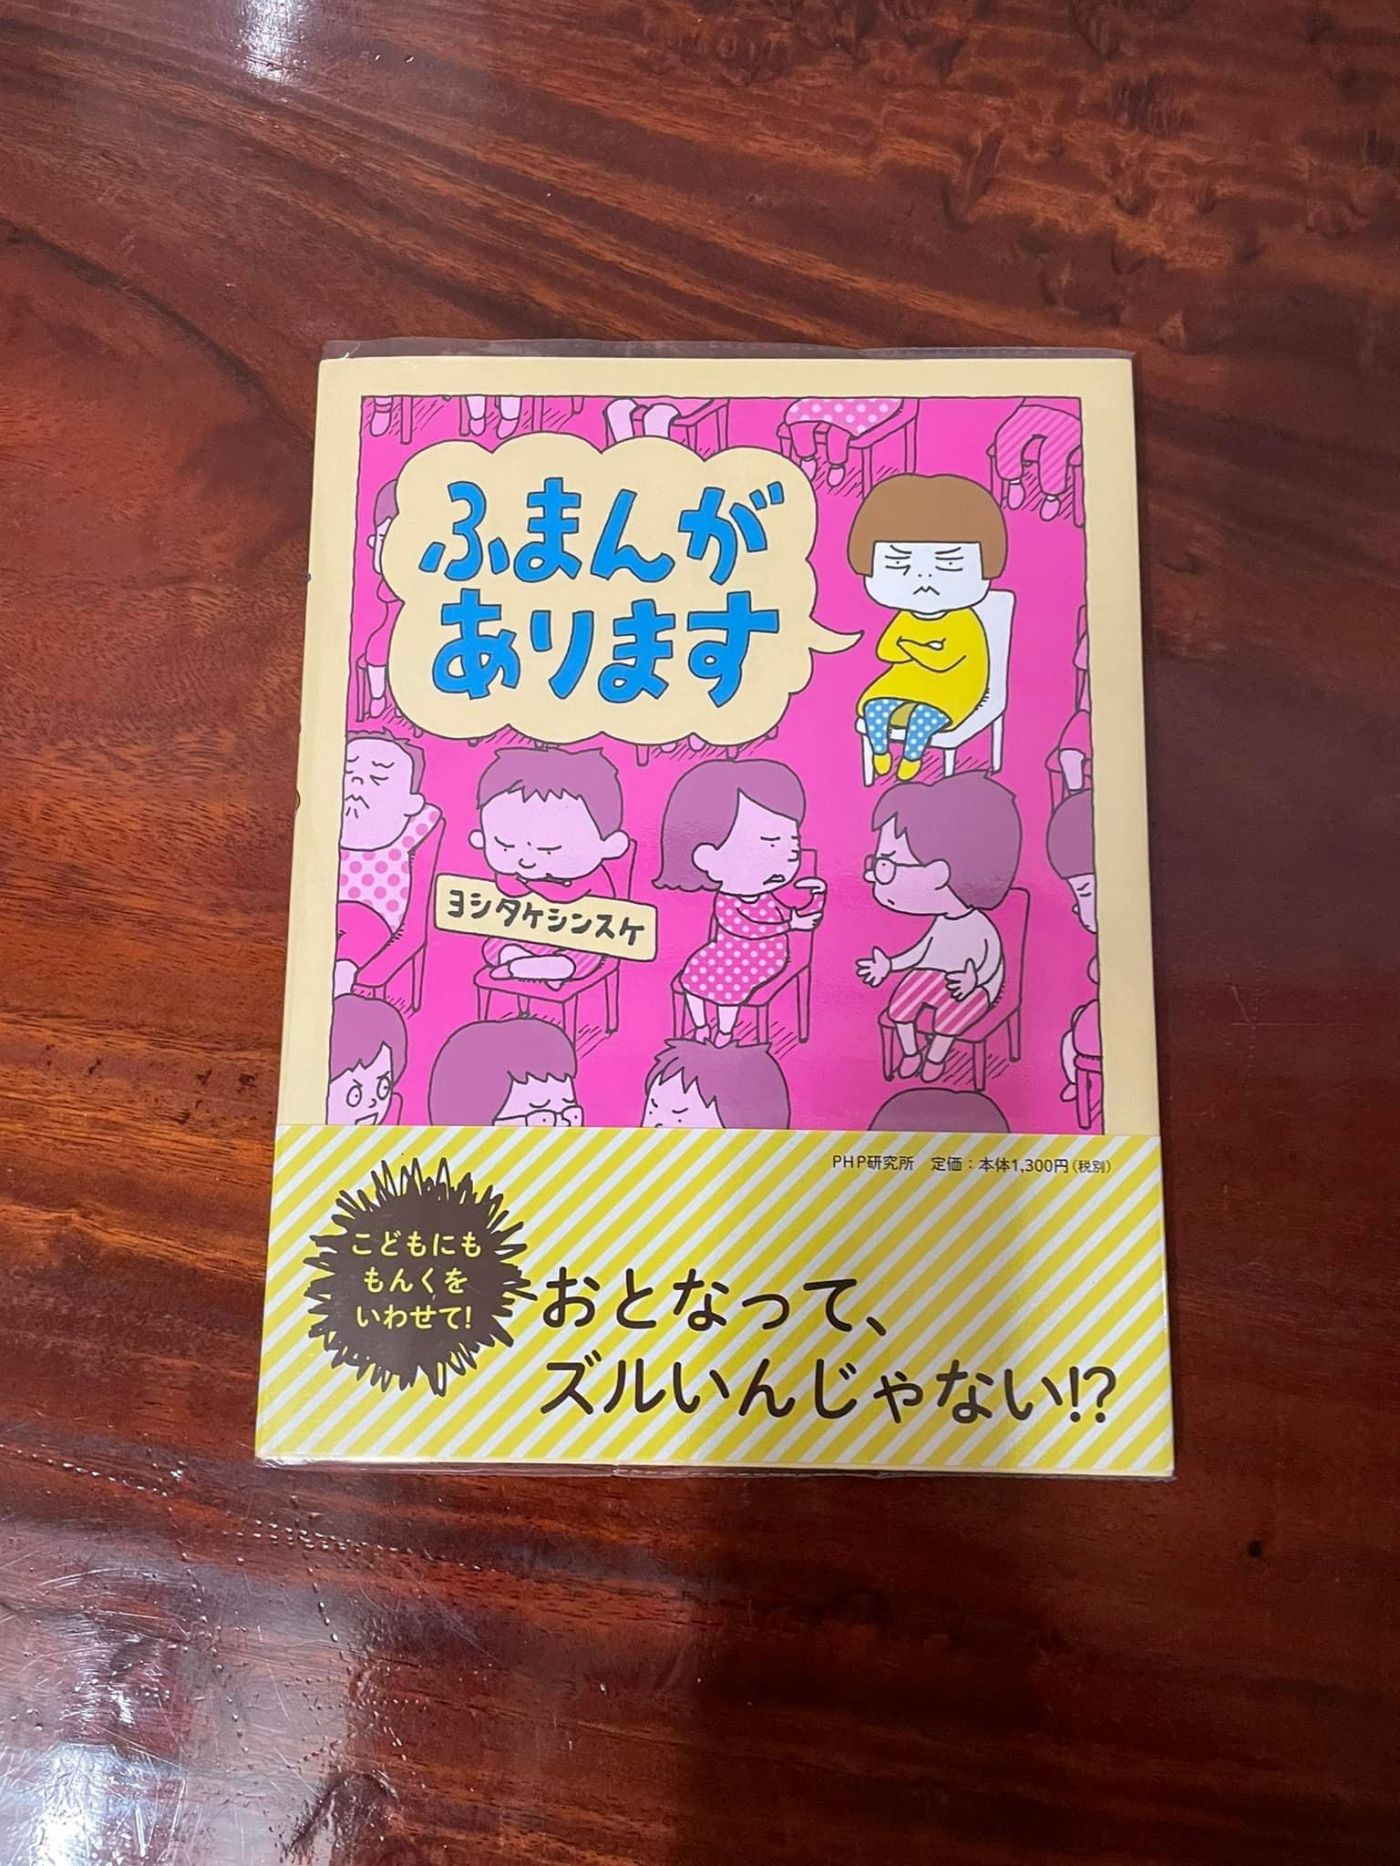 ふまんが
あります
ヨシタケシンスケ
PHP研究所　定価：本体1,300円(税別)
こどもにも
もんくを
いわせて!
おとなって、
ズルいんじゃない!?